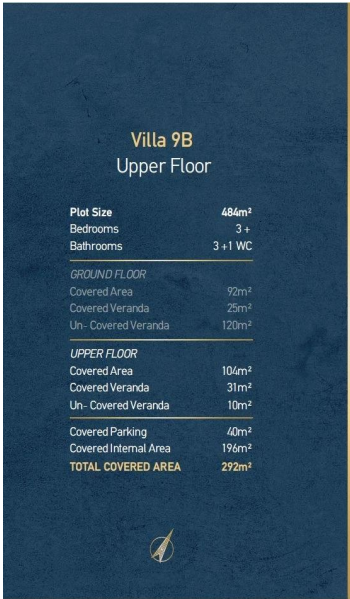 Villa 9B
Upper Floor
Plot Size 484m²
Bedrooms 3 +
Bathrooms 3 +1 WC
GROUND FLOOR
Covered Area 92m²
Covered Veranda 25m²
Un- Covered Veranda 120m²
UPPER FLOOR
Covered Area 104m²
Covered Veranda 31m²
Un- Covered Veranda 10m²
Covered Parking 40m²
Covered Internal Area 196m²
TOTAL COVERED AREA 292m²